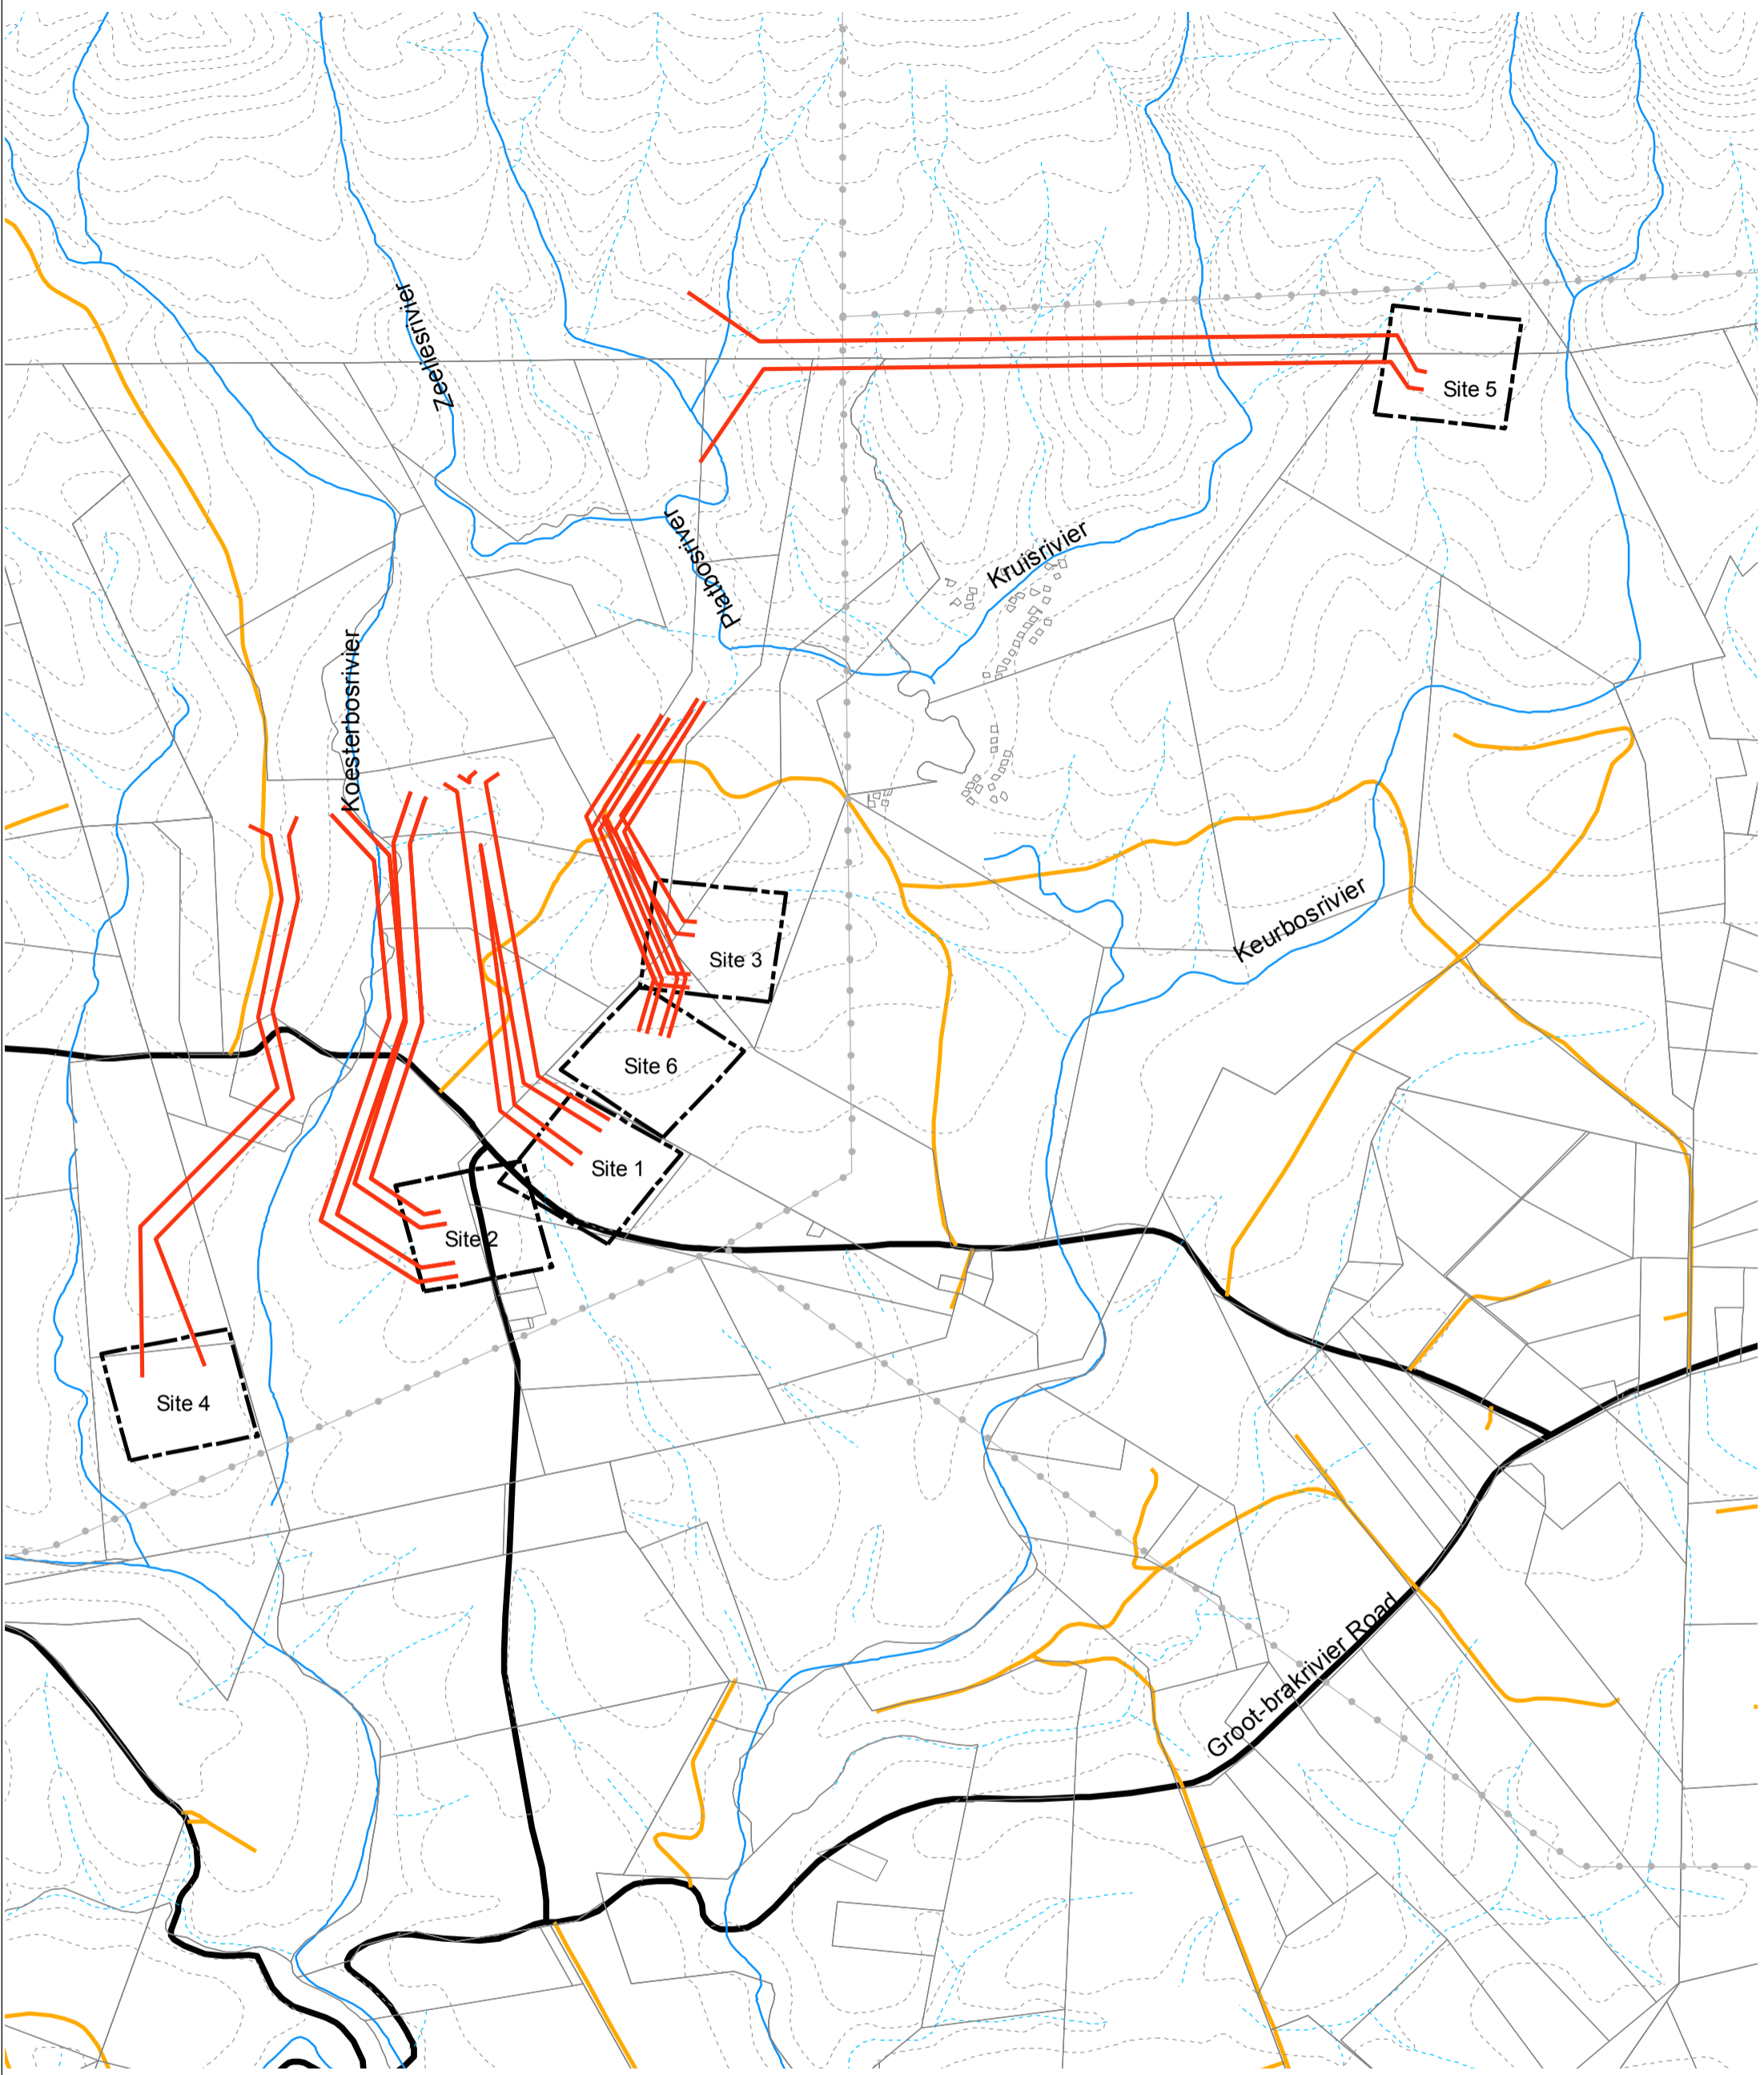 Zeeliesrivier
Site 5
Platbosriver
Kruisrivier
Koesterbosrivier
Keurbosrivier
Site 3
Site 6
Site 1
Site 2
Site 4
Groot-brakrivier Road